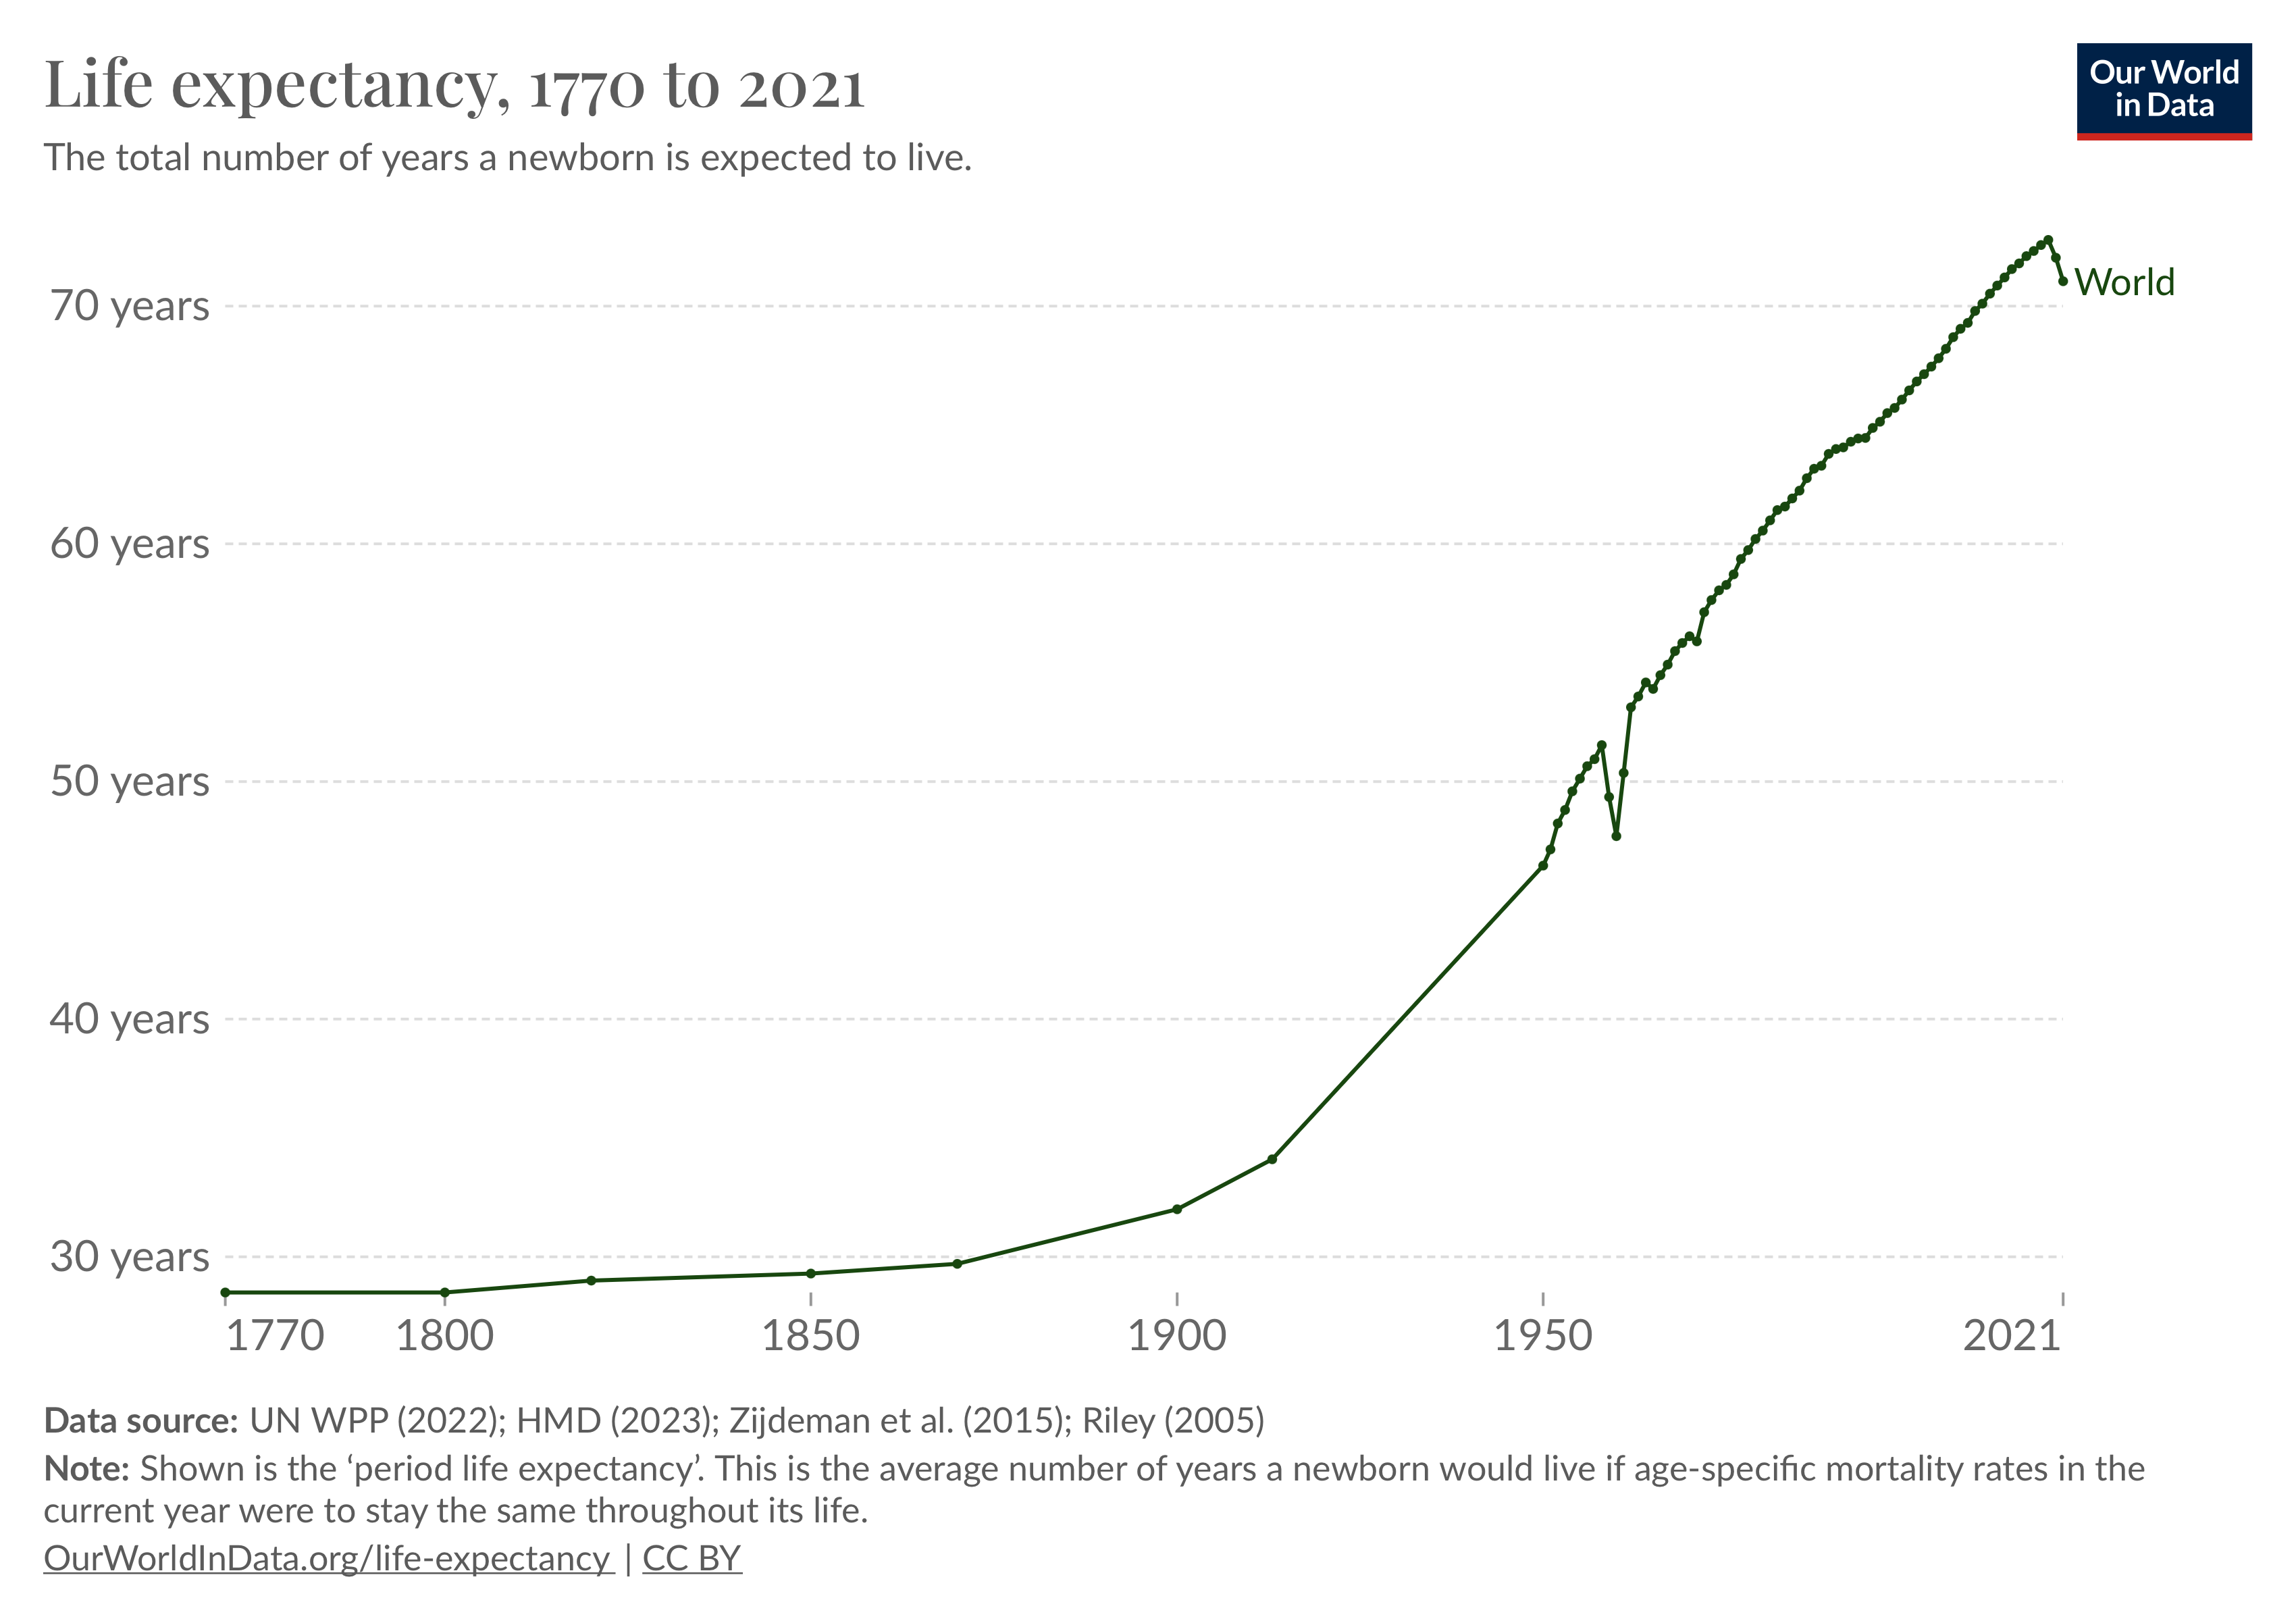 Life expectancy, 1770 to 2021
The total number of years a newborn is expected to live.
Our World
in Data
70 years
60 years
50 years
40 years
30 years
World
1770
1800
1850
1900
1950
2021
Data source: UN WPP (2022); HMD (2023); Zijdeman et al. (2015); Riley (2005)
Note: Shown is the ‘period life expectancy’. This is the average number of years a newborn would live if age-specific mortality rates in the
current year were to stay the same throughout its life.
OurWorldInData.org/life-expectancy | CC BY